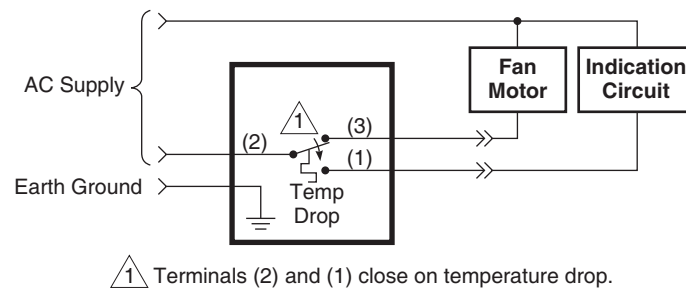 Fan
Motor
Indication
Circuit
AC Supply
1
(3)
(2)
(1)
Earth Ground
Temp
Drop
1 Terminals (2) and (1) close on temperature drop.